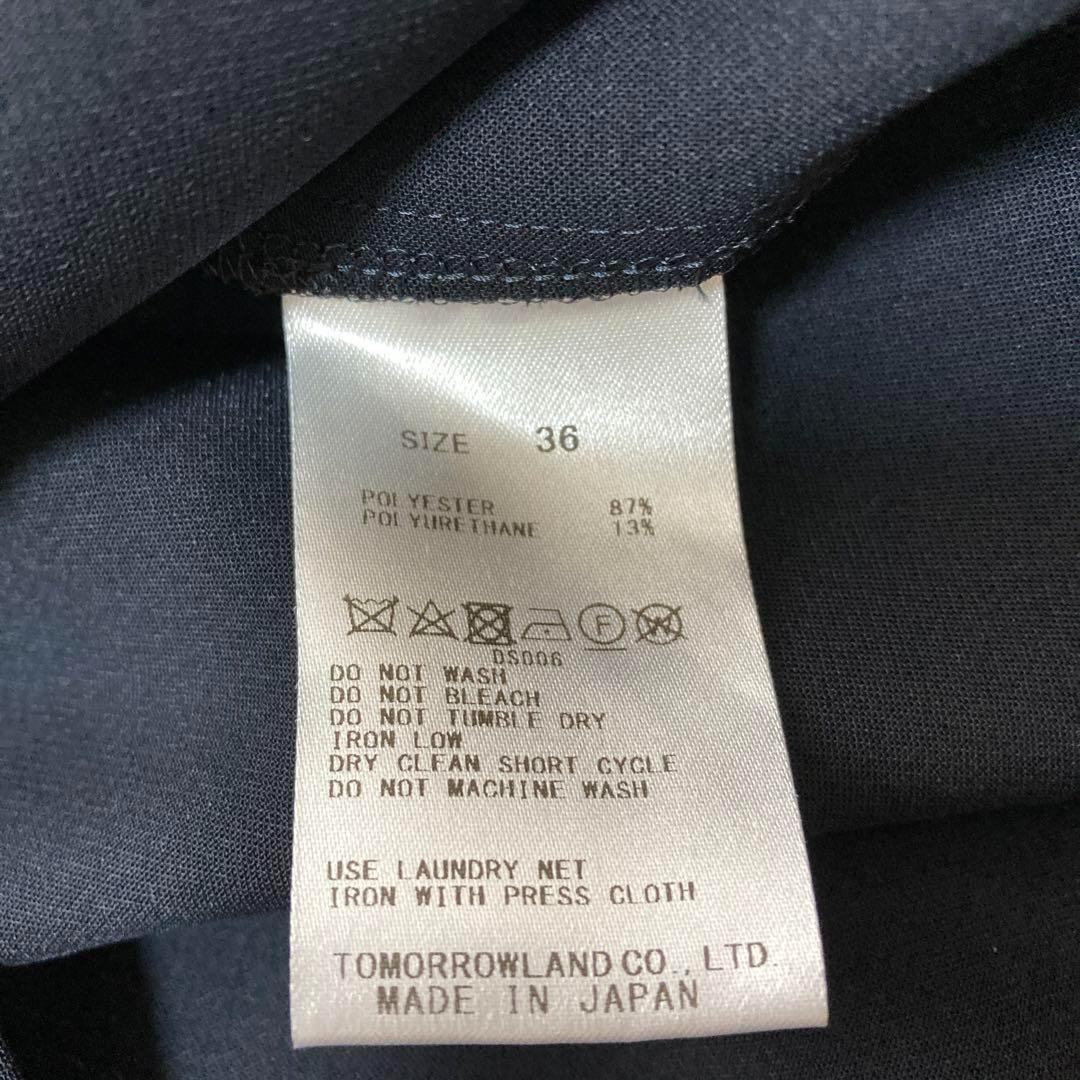 SIZE 36
POLYESTER 87%
POLYURETHANE 13%
F W
DS006
DO NOT WASH
DO NOT BLEACH
DO NOT TUMBLE DRY
IRON LOW
DRY CLEAN SHORT CYCLE
DO NOT MACHINE WASH
USE LAUNDRY NET
IRON WITH PRESS CLOTH
TOMORROWLAND CO., LTD.
MADE IN JAPAN